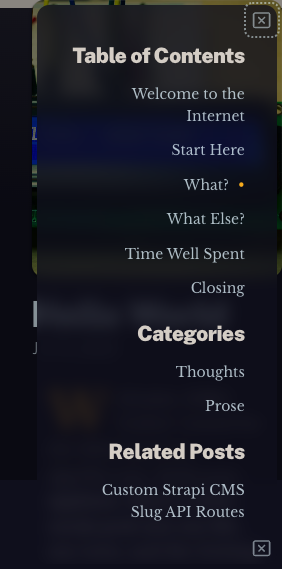 Table of Contents
Welcome to the
Internet
Start Here
What?
What Else?
Time Well Spent
Closing
Categories
Thoughts
Prose
Related Posts
Custom Strapi CMS
Slug API Routes